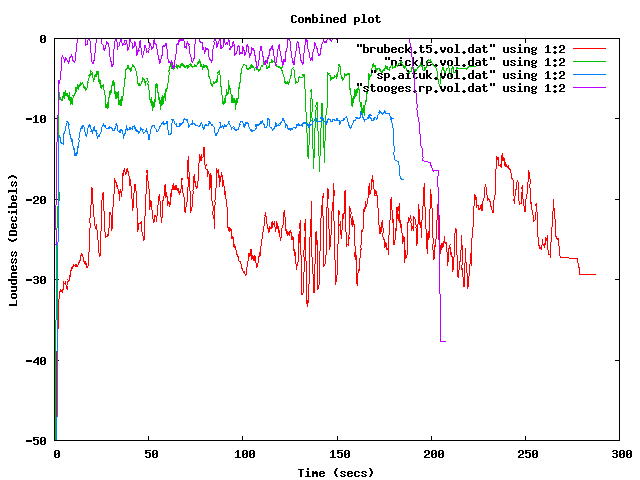 Combined plot
0
-10
-20
-30
-40
-50
Loudness (Decibels)
"brubeck.t5.vol.dat" using 1:2
"nickle.vol.dat" using 1:2
"sp.aituk.vol.dat" using 1:2
"stooges.rp.vol.dat" using 1:2
0 50 100 150 200 250 300
Time (secs)